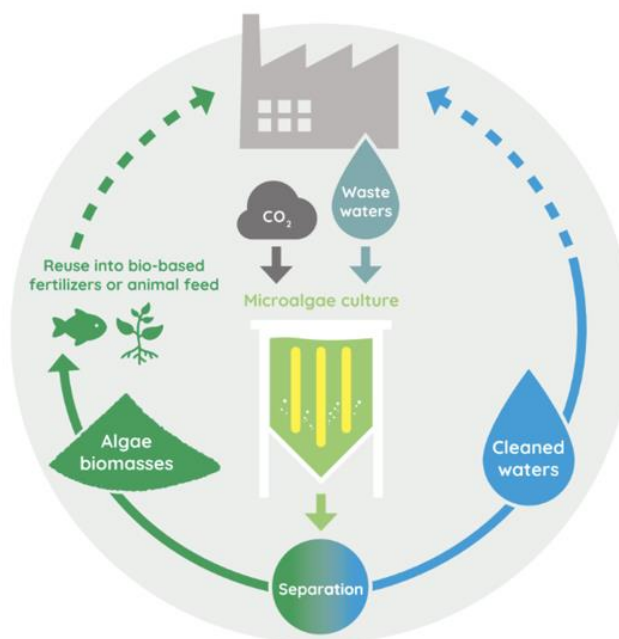 CO₂
Waste
waters
Reuse into bio-based
fertilizers or animal feed
Microalgae culture
Algae
biomasses
Cleaned
waters
Separation